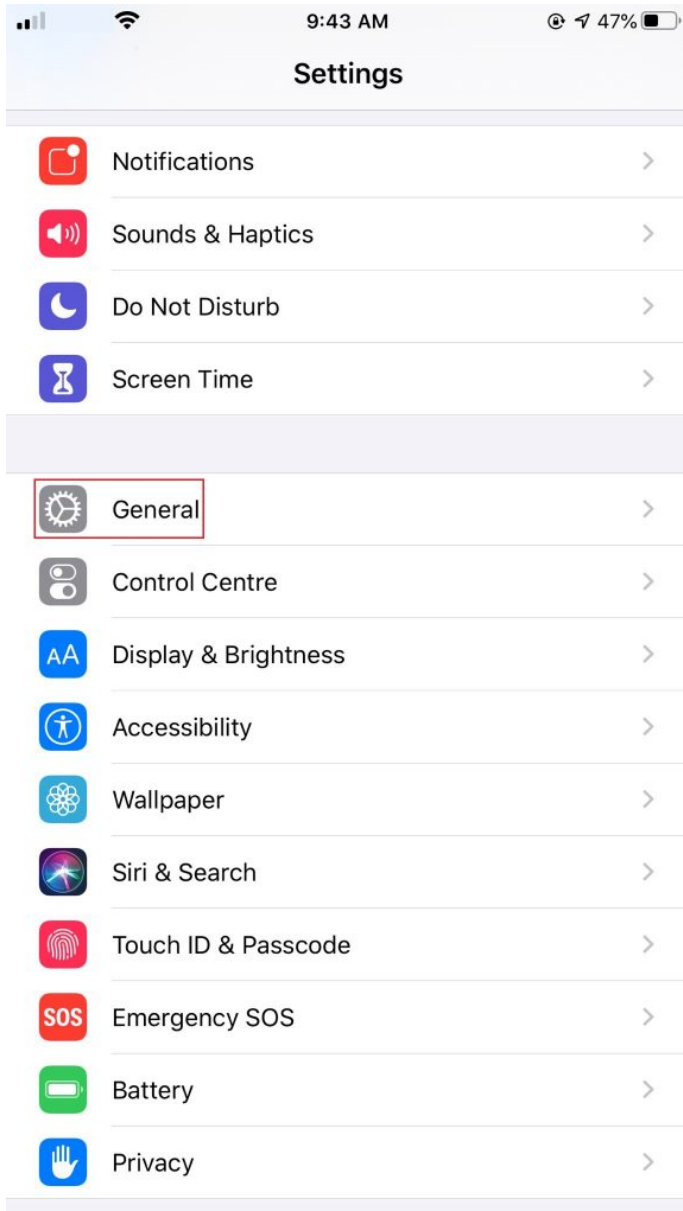 9:43 AM
47%
Settings
Notifications
Sounds & Haptics
Do Not Disturb
Screen Time
General
Control Centre
AA Display & Brightness
Accessibility
Wallpaper
Siri & Search
Touch ID & Passcode
SOS Emergency SOS
Battery
Privacy